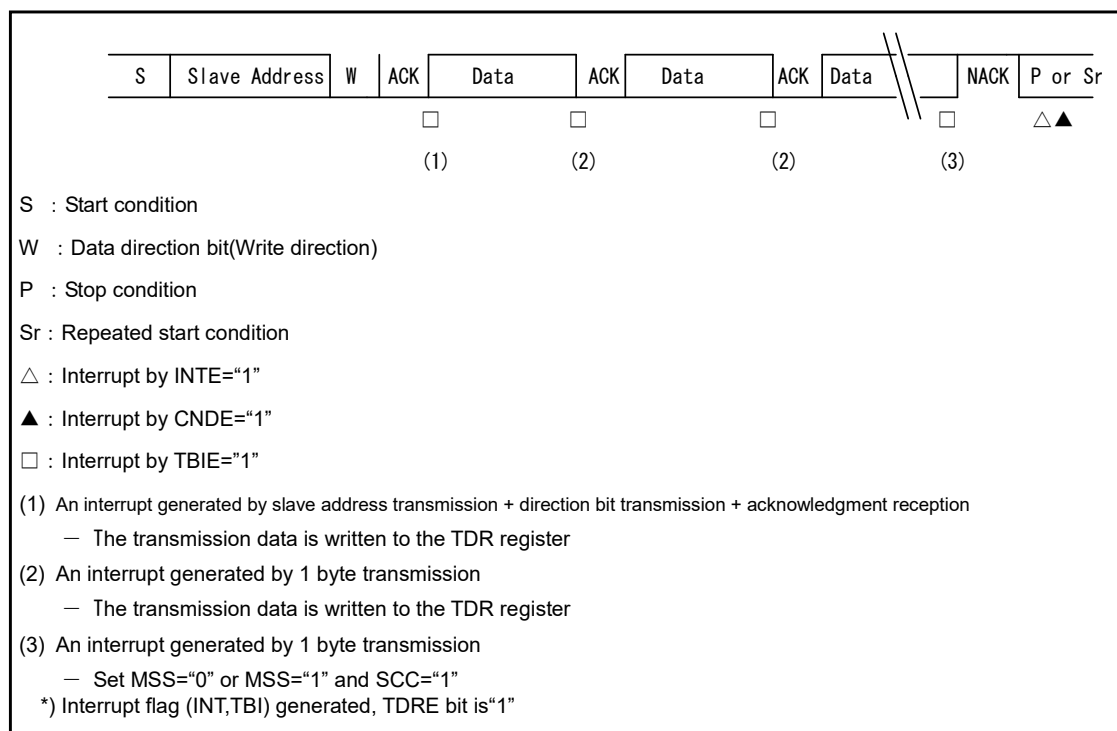 S Slave Address W ACK Data ACK Data ACK Data NACK P or Sr
□ □ □ □ △▲
(1) (2) (2) (3)
S : Start condition
W : Data direction bit(Write direction)
P : Stop condition
Sr : Repeated start condition
△ : Interrupt by INTE=“1”
▲ : Interrupt by CNDE=“1”
□ : Interrupt by TBIE=”1”
(1) An interrupt generated by slave address transmission + direction bit transmission + acknowledgment reception
— The transmission data is written to the TDR register
(2) An interrupt generated by 1 byte transmission
— The transmission data is written to the TDR register
(3) An interrupt generated by 1 byte transmission
— Set MSS=“0” or MSS=“1” and SCC=“1”
*) Interrupt flag (INT,TBI) generated, TDRE bit is“1”